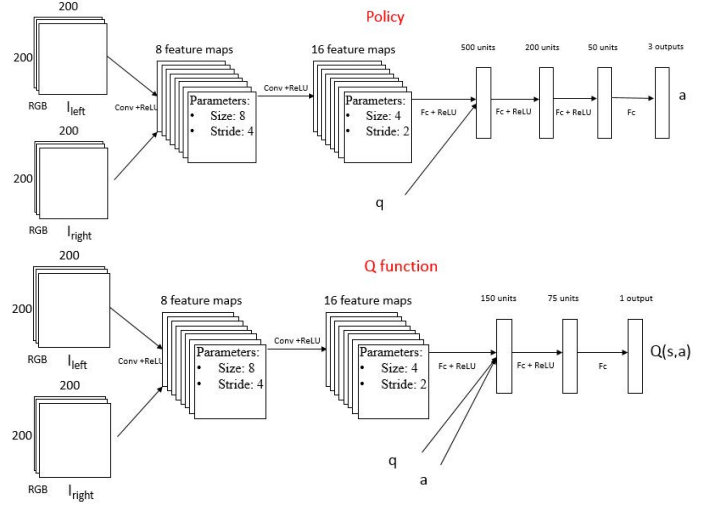 Policy
200
200
RGB
I left
200
200
RGB
I right
Conv +ReLU
8 feature maps
Parameters:
• Size: 8
• Stride: 4
Conv +ReLU
16 feature maps
Parameters:
• Size: 4
• Stride: 2
Fc + ReLU
q
500 units
Fc + ReLU
200 units
Fc + ReLU
50 units
Fc
3 outputs
a
Q function
200
200
RGB
I left
200
200
RGB
I right
Conv +ReLU
8 feature maps
Parameters:
• Size: 8
• Stride: 4
Conv +ReLU
16 feature maps
Parameters:
• Size: 4
• Stride: 2
Fc + ReLU
q
a
150 units
Fc + ReLU
75 units
Fc
1 output
Q(s,a)